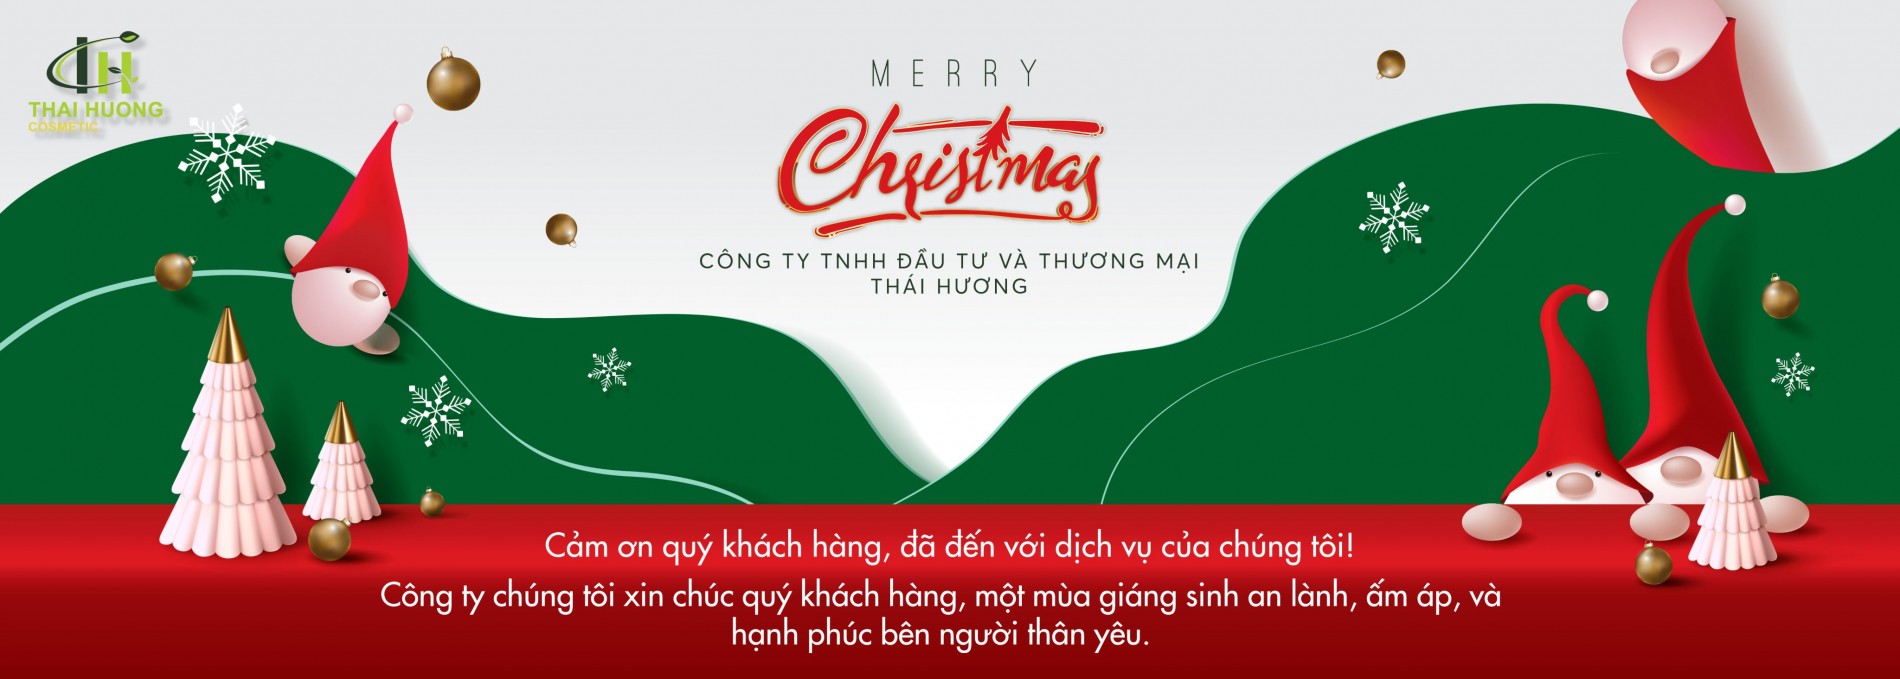 THAI HUONG
COSMETIC
MERRY
Christmas
CÔNG TY TNHH ĐẦU TƯ VÀ THƯƠNG MẠI
THÁI HƯƠNG
Cảm ơn quý khách hàng, đã đến với dịch vụ của chúng tôi!
Công ty chúng tôi xin chúc quý khách hàng, một mùa giáng sinh an lành, ấm áp, và
hạnh phúc bên người thân yêu.